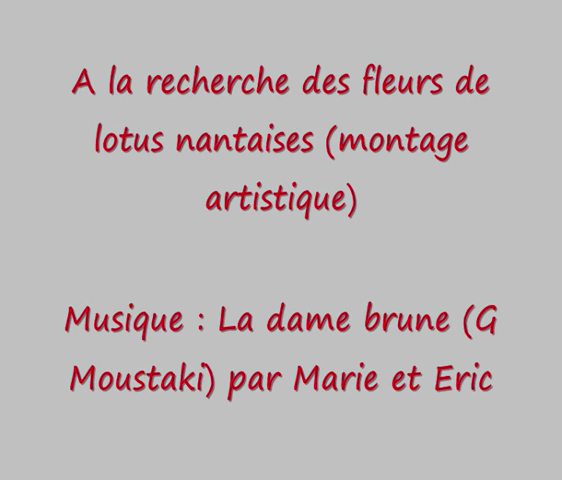 A la recherche des fleurs de
lotus nantaises (montage
artistique)
Musique : La dame brune (G
Moustaki) par Marie et Eric